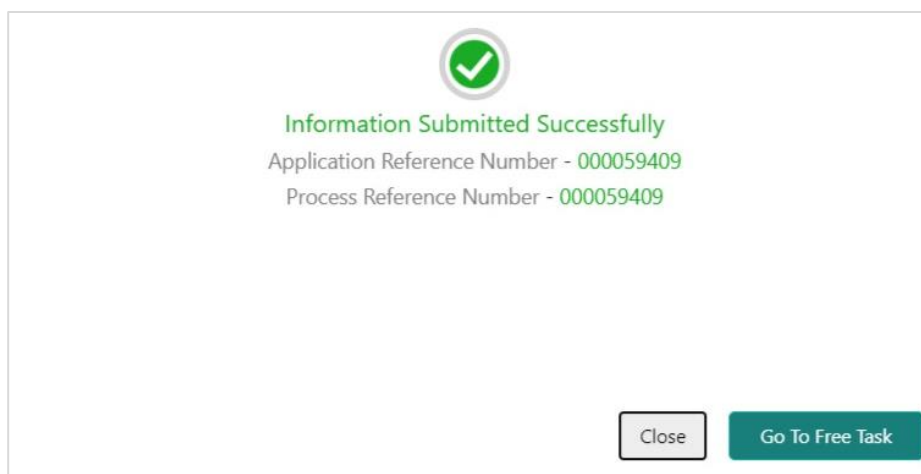 Information Submitted Successfully
Application Reference Number - 000059409
Process Reference Number - 000059409
Close
Go To Free Task